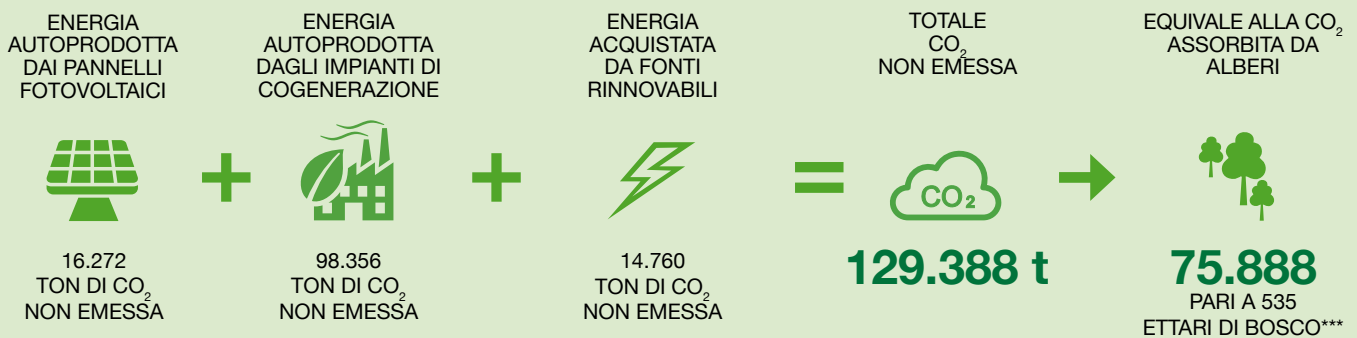 ENERGIA
AUTOPRODOTTA
DAI PANNELLI
FOTOVOLTAICI
16.272
TON DI CO₂
NON EMESSA
ENERGIA
AUTOPRODOTTA
DAGLI IMPIANTI DI
COGENERAZIONE
98.356
TON DI CO₂
NON EMESSA
ENERGIA
ACQUISTATA
DA FONTI
RINNOVABILI
14.760
TON DI CO₂
NON EMESSA
TOTALE
CO₂
NON EMESSA
CO₂
129.388 t
EQUIVALE ALLA CO₂
ASSORBITA DA
ALBERI
75.888
PARI A 535
ETTARI DI BOSCO***